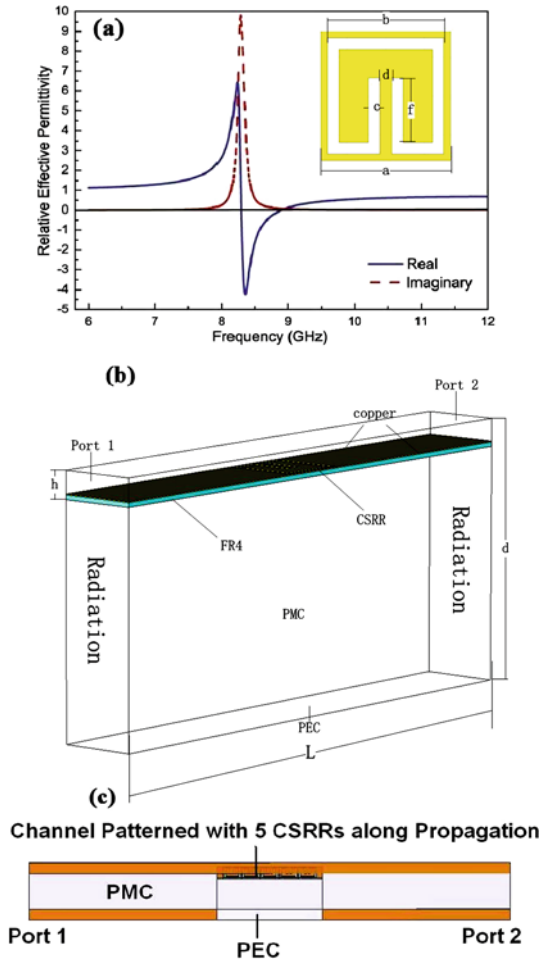 (a)
Relative Effective Permittivity
10
9
8
7
6
5
4
3
2
1
0
-1
-2
-3
-4
-5
6
7
8
9
10
11
12
Frequency (GHz)
Real
Imaginary
b
d
c
f
a
(b)
Port 2
copper
Port 1
h
CSRR
FR4
Radiation
Radiation
d
PMC
PEC
L
(c)
Channel Patterned with 5 CSRRs along Propagation
PMC
Port 1
PEC
Port 2